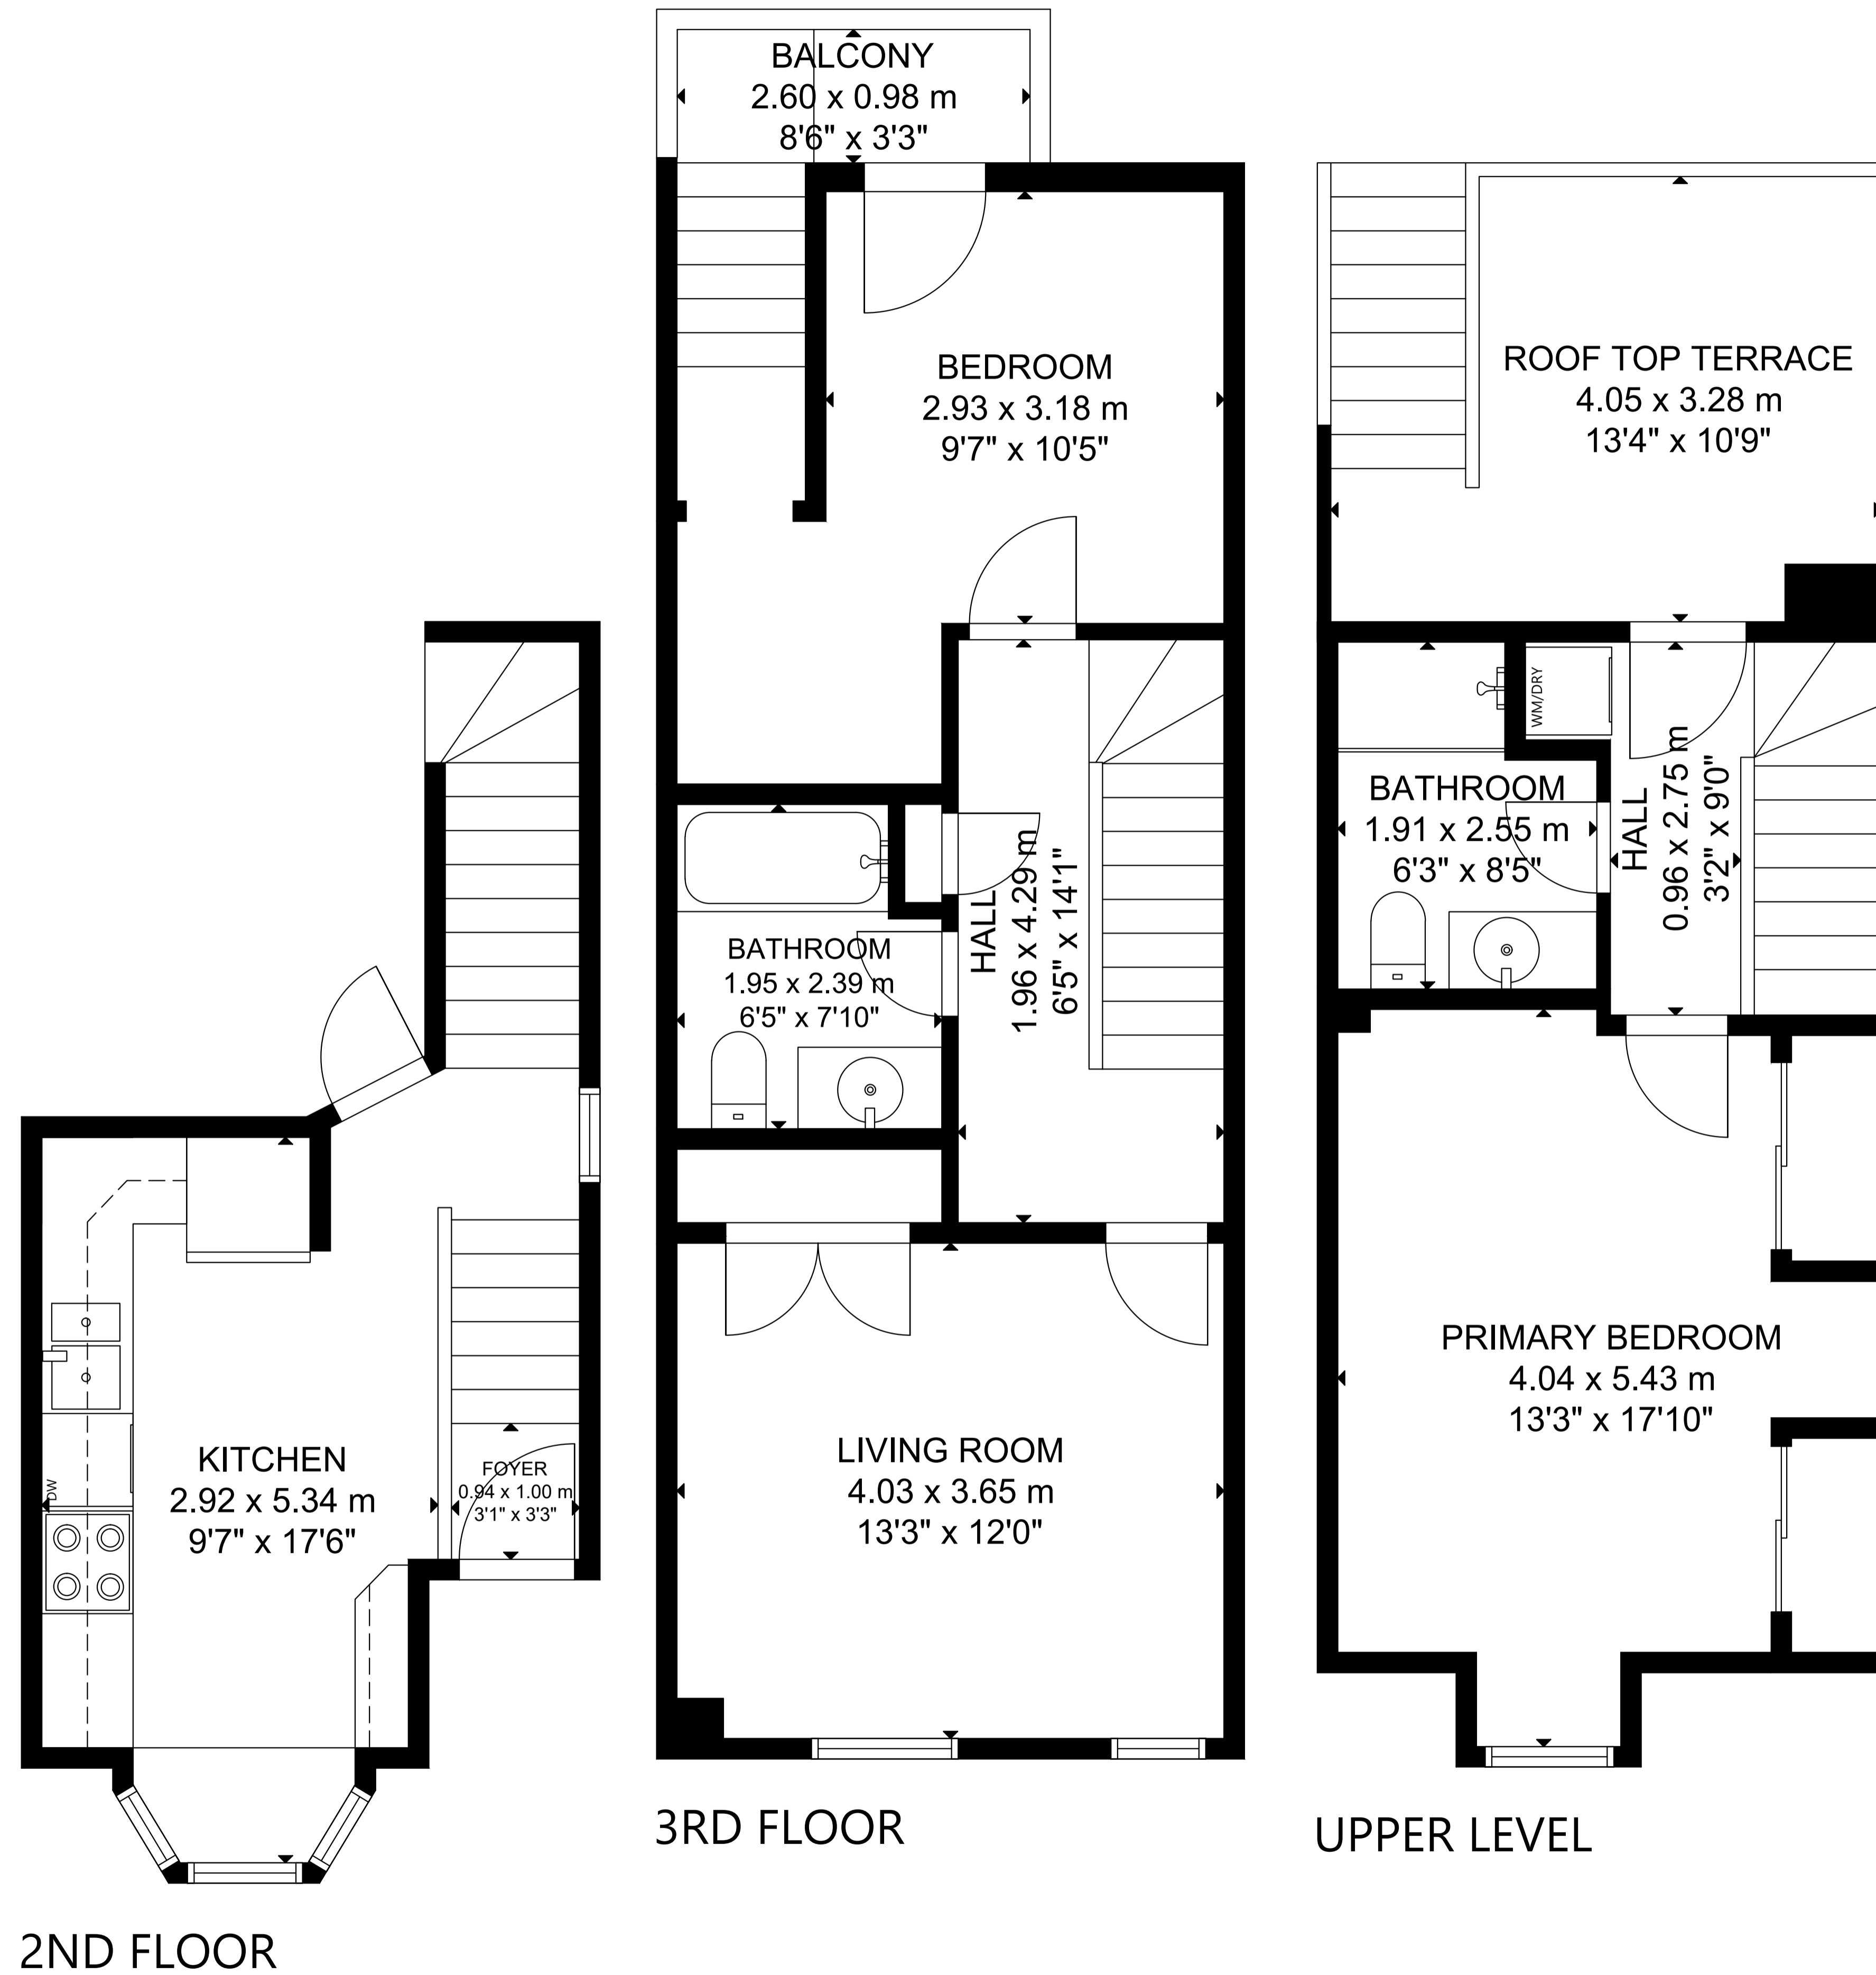 BALCONY
2.60 x 0.98 m
8'6" x 3'3"
BEDROOM
2.93 x 3.18 m
9'7" x 10'5"
ROOF TOP TERRACE
4.05 x 3.28 m
13'4" x 10'9"
WM/DRY
BATHROOM
1.91 x 2.55 m
6'3" x 8'5"
HALL
0.96 x 2.75 m
3'2" x 9'0"
HALL
1.96 x 4.29 m
6'5" x 14'1"
BATHROOM
1.95 x 2.39 m
6'5" x 7'10"
PRIMARY BEDROOM
4.04 x 5.43 m
13'3" x 17'10"
LIVING ROOM
4.03 x 3.65 m
13'3" x 12'0"
KITCHEN
2.92 x 5.34 m
9'7" x 17'6"
DW
FOYER
0.94 x 1.00 m
3'1" x 3'3"
3RD FLOOR
UPPER LEVEL
2ND FLOOR